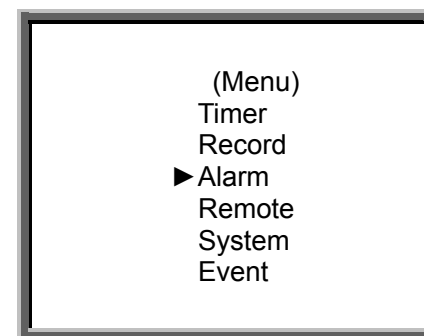 (Menu)
Timer
Record
►Alarm
Remote
System
Event